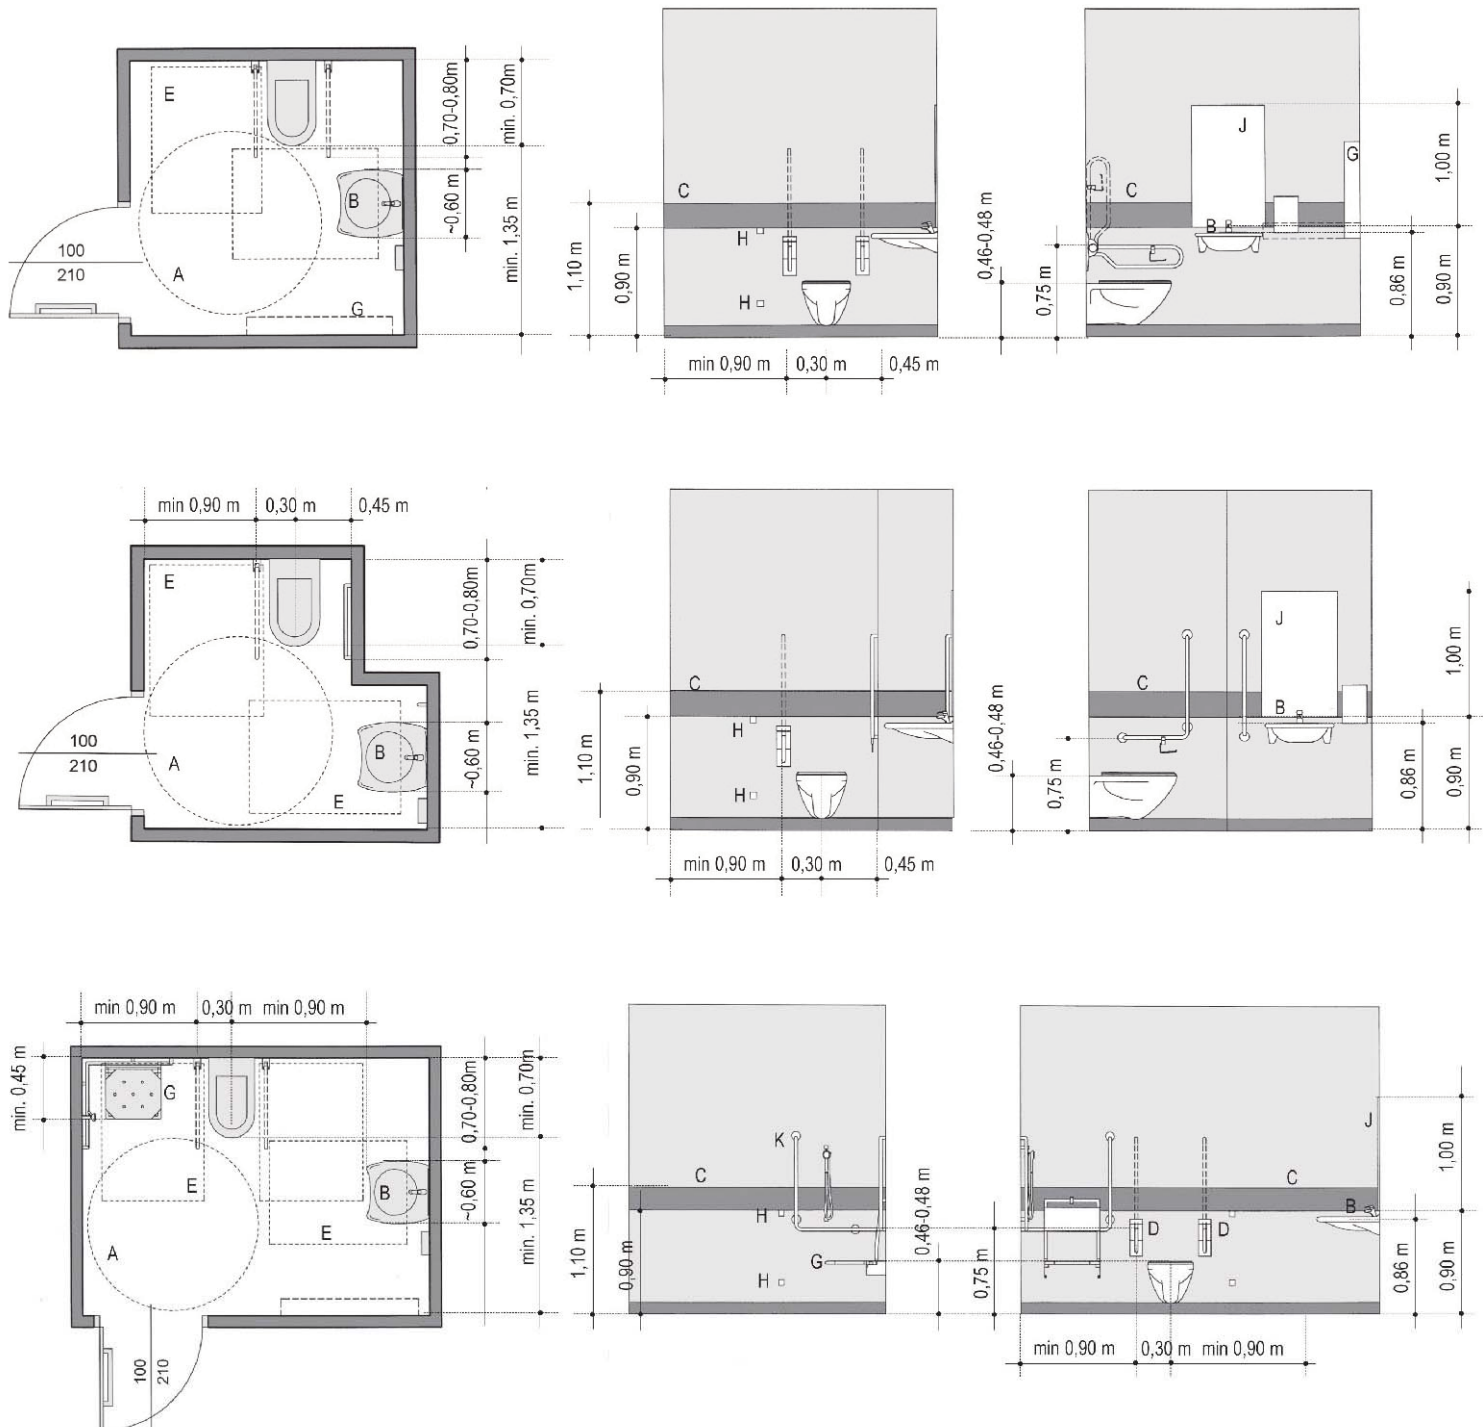 E
B
A
G
100
210
0,70-0,80m
min. 0,70m
~0,60 m
min. 1,35 m
C
H
H
1,10 m
0,90 m
min 0,90 m
0,30 m
0,45 m
0,46-0,48 m
0,75 m
J
G
C
B
1,00 m
0,86 m
0,90 m
min 0,90 m
0,30 m
0,45 m
E
B
A
E
100
210
0,70-0,80m
min. 0,70m
~0,60 m
min. 1,35 m
C
H
H
1,10 m
0,90 m
min 0,90 m
0,30 m
0,45 m
0,46-0,48 m
0,75 m
J
C
B
1,00 m
0,86 m
0,90 m
min 0,90 m
0,30 m
min 0,90 m
min. 0,45 m
G
E
B
E
A
100
210
0,70-0,80m
min. 0,70m
~0,60 m
min. 1,35 m
K
C
H
G
H
1,10 m
0,90 m
0,46-0,48 m
0,75 m
J
C
B
D
D
1,00 m
0,86 m
0,90 m
min 0,90 m
0,30 m
min 0,90 m